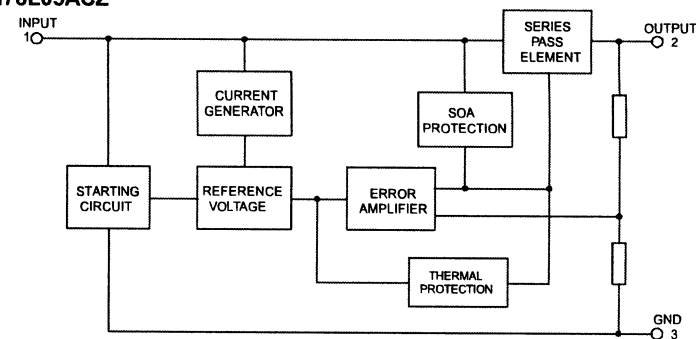 INPUT
1
SERIES
PASS
ELEMENT
OUTPUT
2
CURRENT
GENERATOR
SOA
PROTECTION
STARTING
CIRCUIT
REFERENCE
VOLTAGE
ERROR
AMPLIFIER
THERMAL
PROTECTION
GND
3